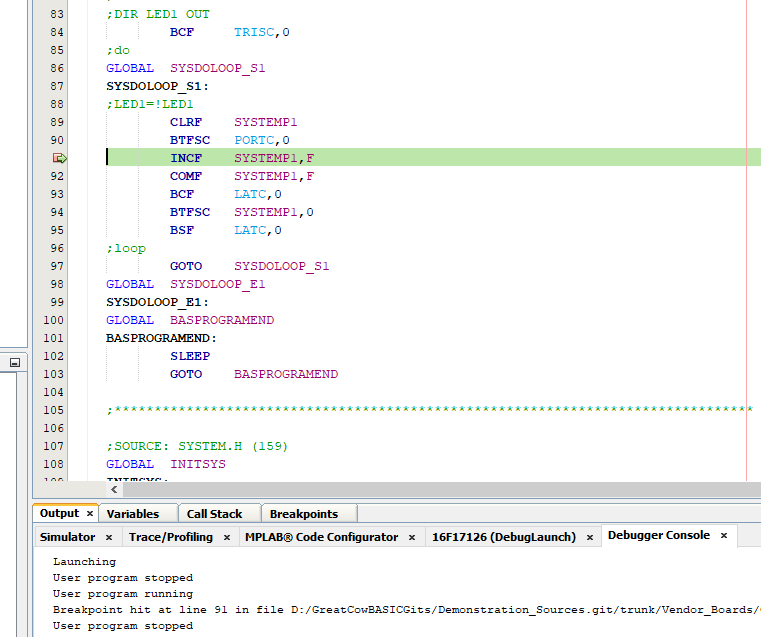 83 ;DIR LED1 OUT
84 BCF TRISC,0
85 ;do
86 GLOBAL SYSDOLOOP_S1
87 SYSDOLOOP_S1:
88 ;LED1=!LED1
89 CLRF SYSTEMP1
90 BTFSC PORTC,0
INCF SYSTEMP1,F
92 COMF SYSTEMP1,F
93 BCF LATC,0
94 BTFSC SYSTEMP1,0
95 BSF LATC,0
96 ;loop
97 GOTO SYSDOLOOP_S1
98 GLOBAL SYSDOLOOP_E1
99 SYSDOLOOP_E1:
100 GLOBAL BASPROGRAMEND
101 BASPROGRAMEND:
102 SLEEP
103 GOTO BASPROGRAMEND
104
105 ;********************************************************************************
106
107 ;SOURCE: SYSTEM.H (159)
108 GLOBAL INITSYS
109 INITSYS:
Output × Variables Call Stack Breakpoints
Simulator × Trace/Profiling × MPLAB® Code Configurator × 16F17126 (DebugLaunch) × Debugger Console ×
Launching
User program stopped
User program running
Breakpoint hit at line 91 in file D:/GreatCowBASICGits/Demonstration_Sources.git/trunk/Vendor_Boards/
User program stopped